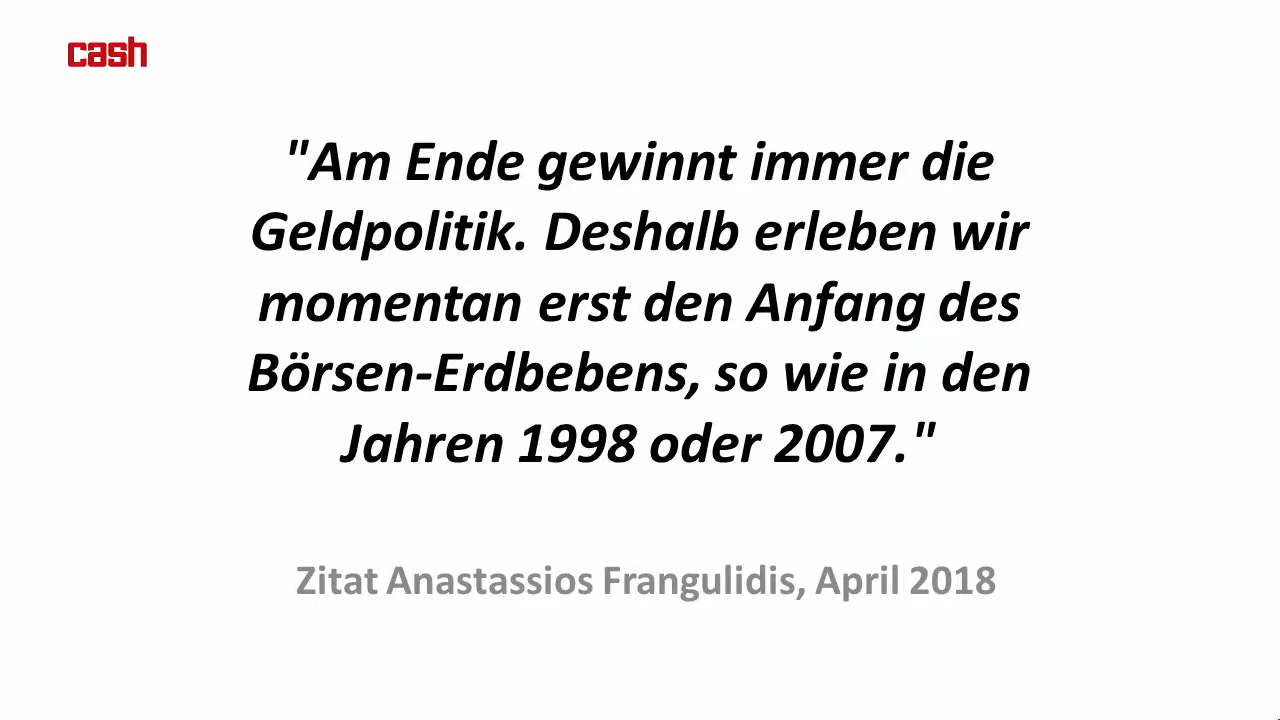 cash
"Am Ende gewinnt immer die
Geldpolitik. Deshalb erleben wir
momentan erst den Anfang des
Börsen-Erdbebens, so wie in den
Jahren 1998 oder 2007."
Zitat Anastassios Frangulidis, April 2018